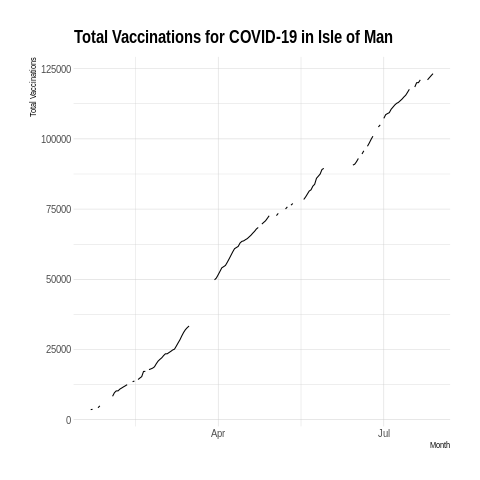 Total Vaccinations for COVID-19 in Isle of Man
Total Vaccinations
125000
100000
75000
50000
25000
0
Apr
Jul
Month